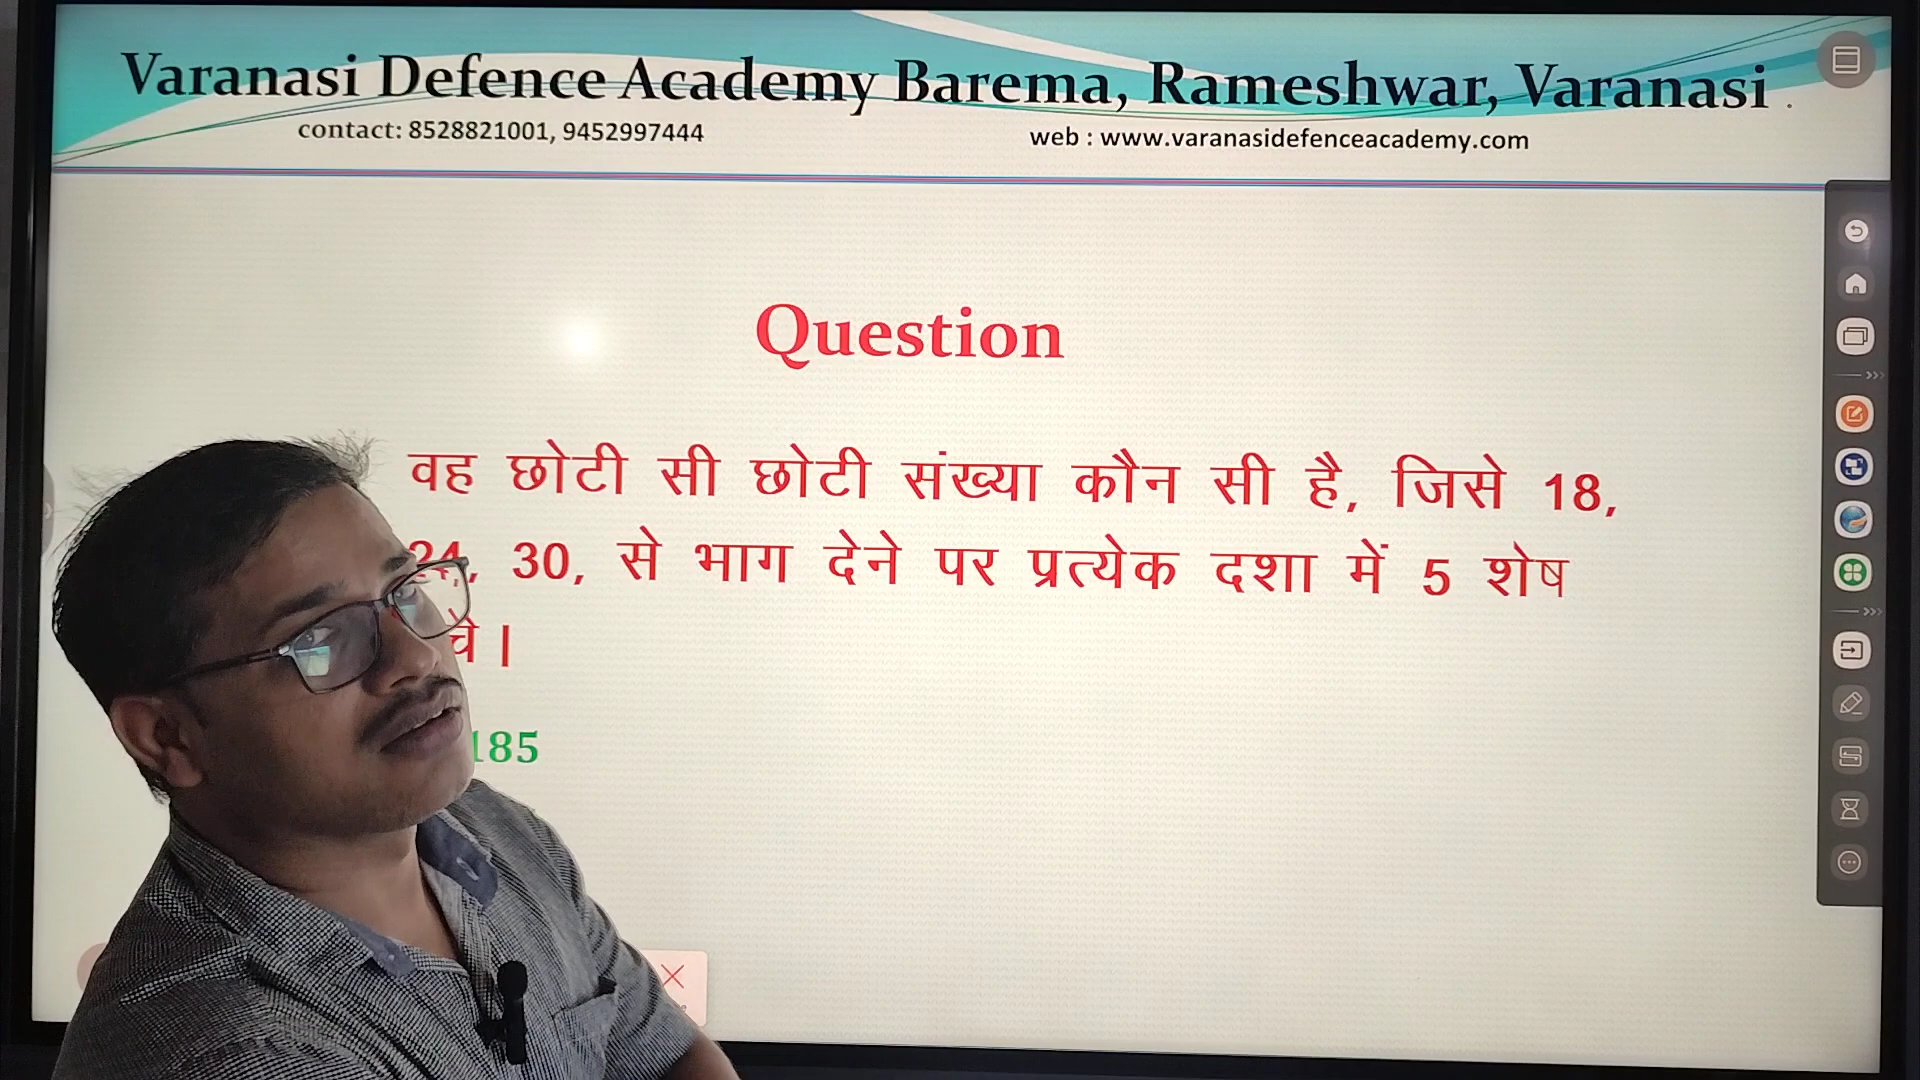 Varanasi Defence Academy Barema, Rameshwar, Varanasi .
contact: 8528821001, 9452997444
web : www.varanasidefenceacademy.com
Question
वह छोटी सी छोटी संख्या कौन सी है, जिसे 18,
24, 30, से भाग देने पर प्रत्येक दशा में 5 शेष
185